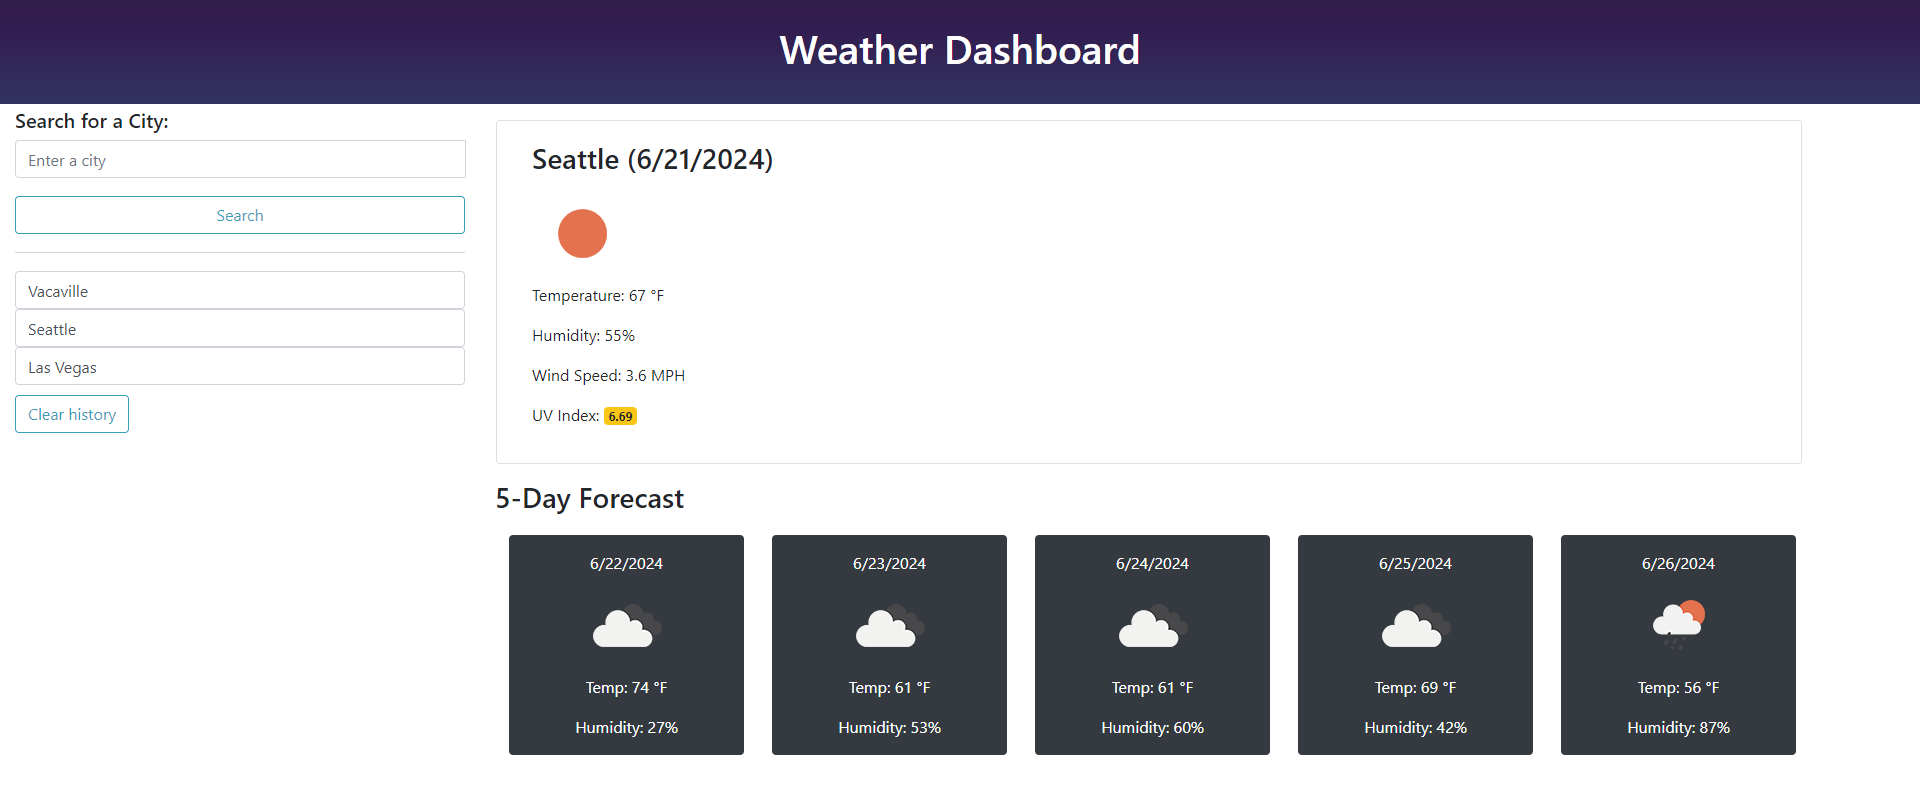 Weather Dashboard
Search for a City:
Enter a city
Search
Vacaville
Seattle
Las Vegas
Clear history
Seattle (6/21/2024)
Temperature: 67 °F
Humidity: 55%
Wind Speed: 3.6 MPH
UV Index: 6.69
5-Day Forecast
6/22/2024
Temp: 74 °F
Humidity: 27%
6/23/2024
Temp: 61 °F
Humidity: 53%
6/24/2024
Temp: 61 °F
Humidity: 60%
6/25/2024
Temp: 69 °F
Humidity: 42%
6/26/2024
Temp: 56 °F
Humidity: 87%